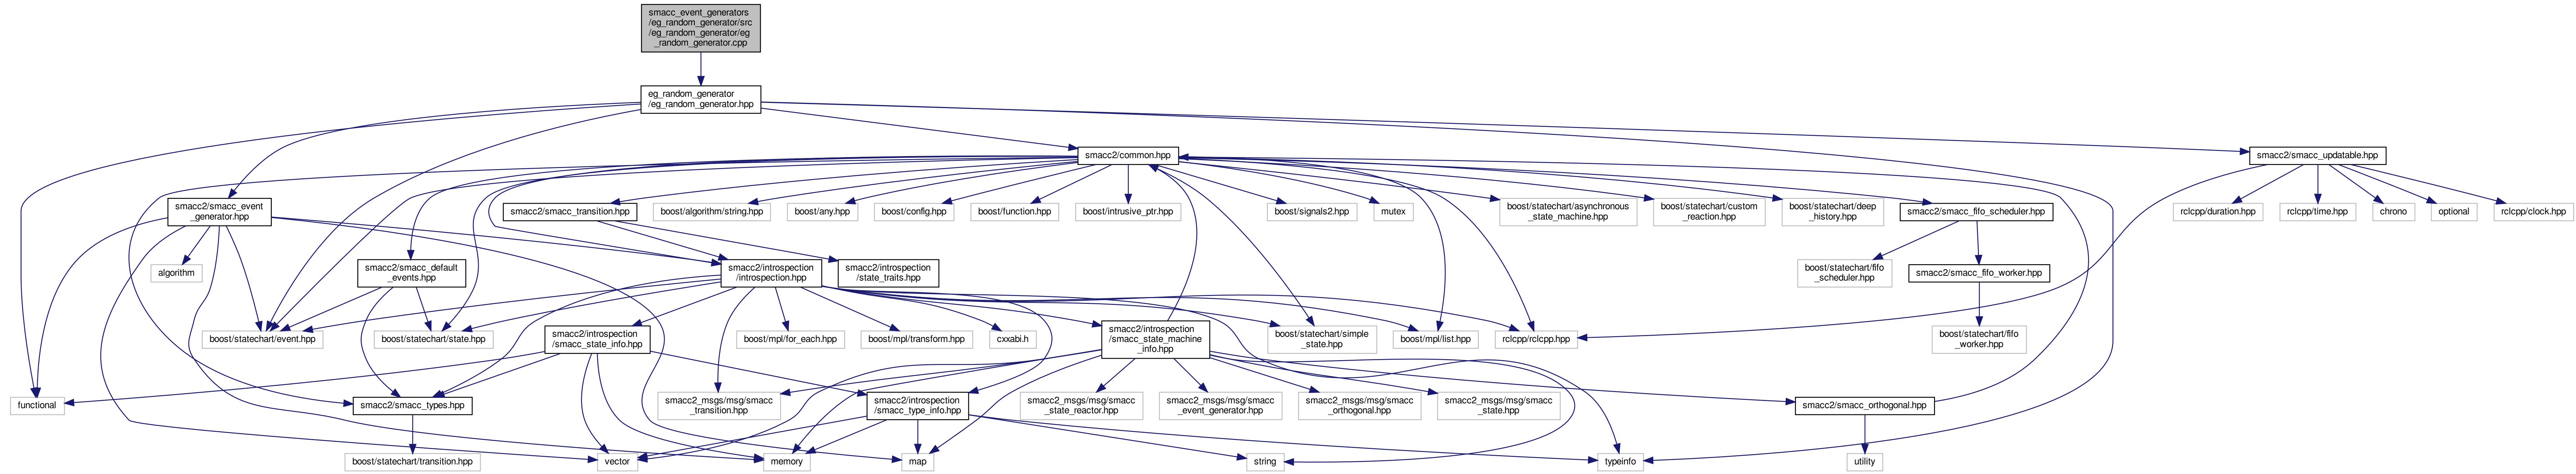 smacc_event_generators
/eg_random_generator/src
/eg_random_generator/eg
_random_generator.cpp
eg_random_generator
/eg_random_generator.hpp
smacc2/common.hpp
smacc2/smacc_updatable.hpp
smacc2/smacc_event
_generator.hpp
smacc2/smacc_transition.hpp
boost/algorithm/string.hpp
boost/any.hpp
boost/config.hpp
boost/function.hpp
boost/intrusive_ptr.hpp
boost/signals2.hpp
mutex
boost/statechart/asynchronous
_state_machine.hpp
boost/statechart/custom
_reaction.hpp
boost/statechart/deep
_history.hpp
smacc2/smacc_fifo_scheduler.hpp
rclcpp/duration.hpp
rclcpp/time.hpp
chrono
optional
rclcpp/clock.hpp
algorithm
smacc2/smacc_default
_events.hpp
smacc2/introspection
/introspection.hpp
smacc2/introspection
/state_traits.hpp
boost/statechart/fifo
_scheduler.hpp
smacc2/smacc_fifo_worker.hpp
boost/statechart/event.hpp
boost/statechart/state.hpp
smacc2/introspection
/smacc_state_info.hpp
boost/mpl/for_each.hpp
boost/mpl/transform.hpp
cxxabi.h
smacc2/introspection
/smacc_state_machine
_info.hpp
boost/statechart/simple
_state.hpp
boost/mpl/list.hpp
rclcpp/rclcpp.hpp
boost/statechart/fifo
_worker.hpp
functional
smacc2/smacc_types.hpp
smacc2_msgs/msg/smacc
_transition.hpp
smacc2/introspection
/smacc_type_info.hpp
smacc2_msgs/msg/smacc
_state_reactor.hpp
smacc2_msgs/msg/smacc
_event_generator.hpp
smacc2_msgs/msg/smacc
_orthogonal.hpp
smacc2_msgs/msg/smacc
_state.hpp
smacc2/smacc_orthogonal.hpp
boost/statechart/transition.hpp
vector
memory
map
string
typeinfo
utility